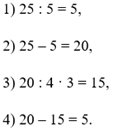 1) 25 : 5 = 5,
2) 25 – 5 = 20,
3) 20 : 4 · 3 = 15,
4) 20 – 15 = 5.